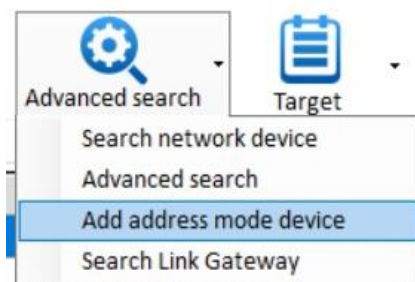 Advanced search
Target
Search network device
Advanced search
Add address mode device
Search Link Gateway